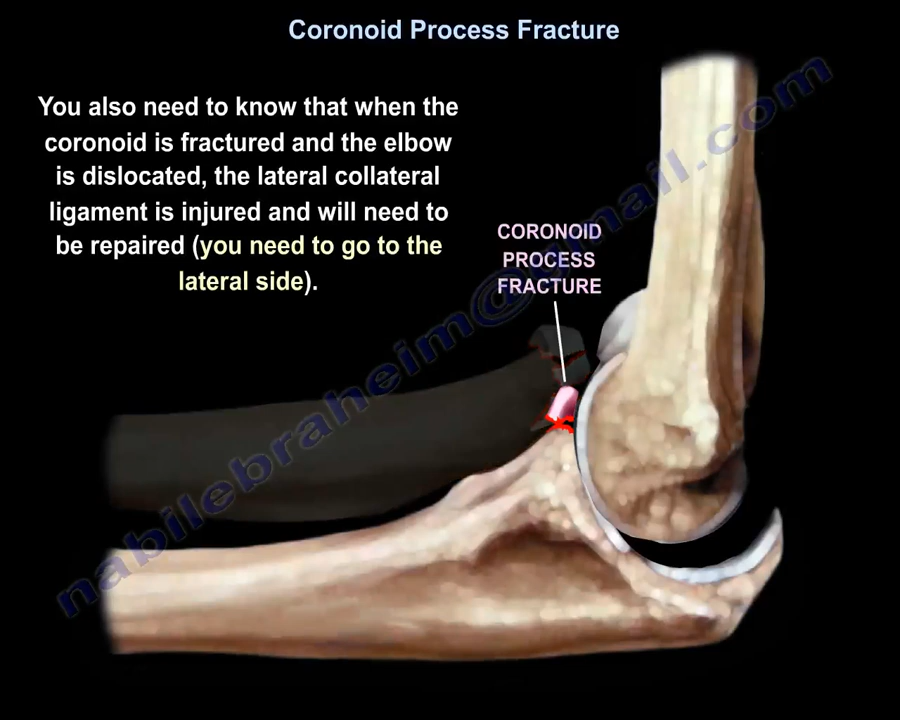 Coronoid Process Fracture
You also need to know that when the
coronoid is fractured and the elbow
is dislocated, the lateral collateral
ligament is injured and will need to
be repaired (you need to go to the
lateral side).
CORONOID
PROCESS
FRACTURE
nabilebraheim@gmail.com